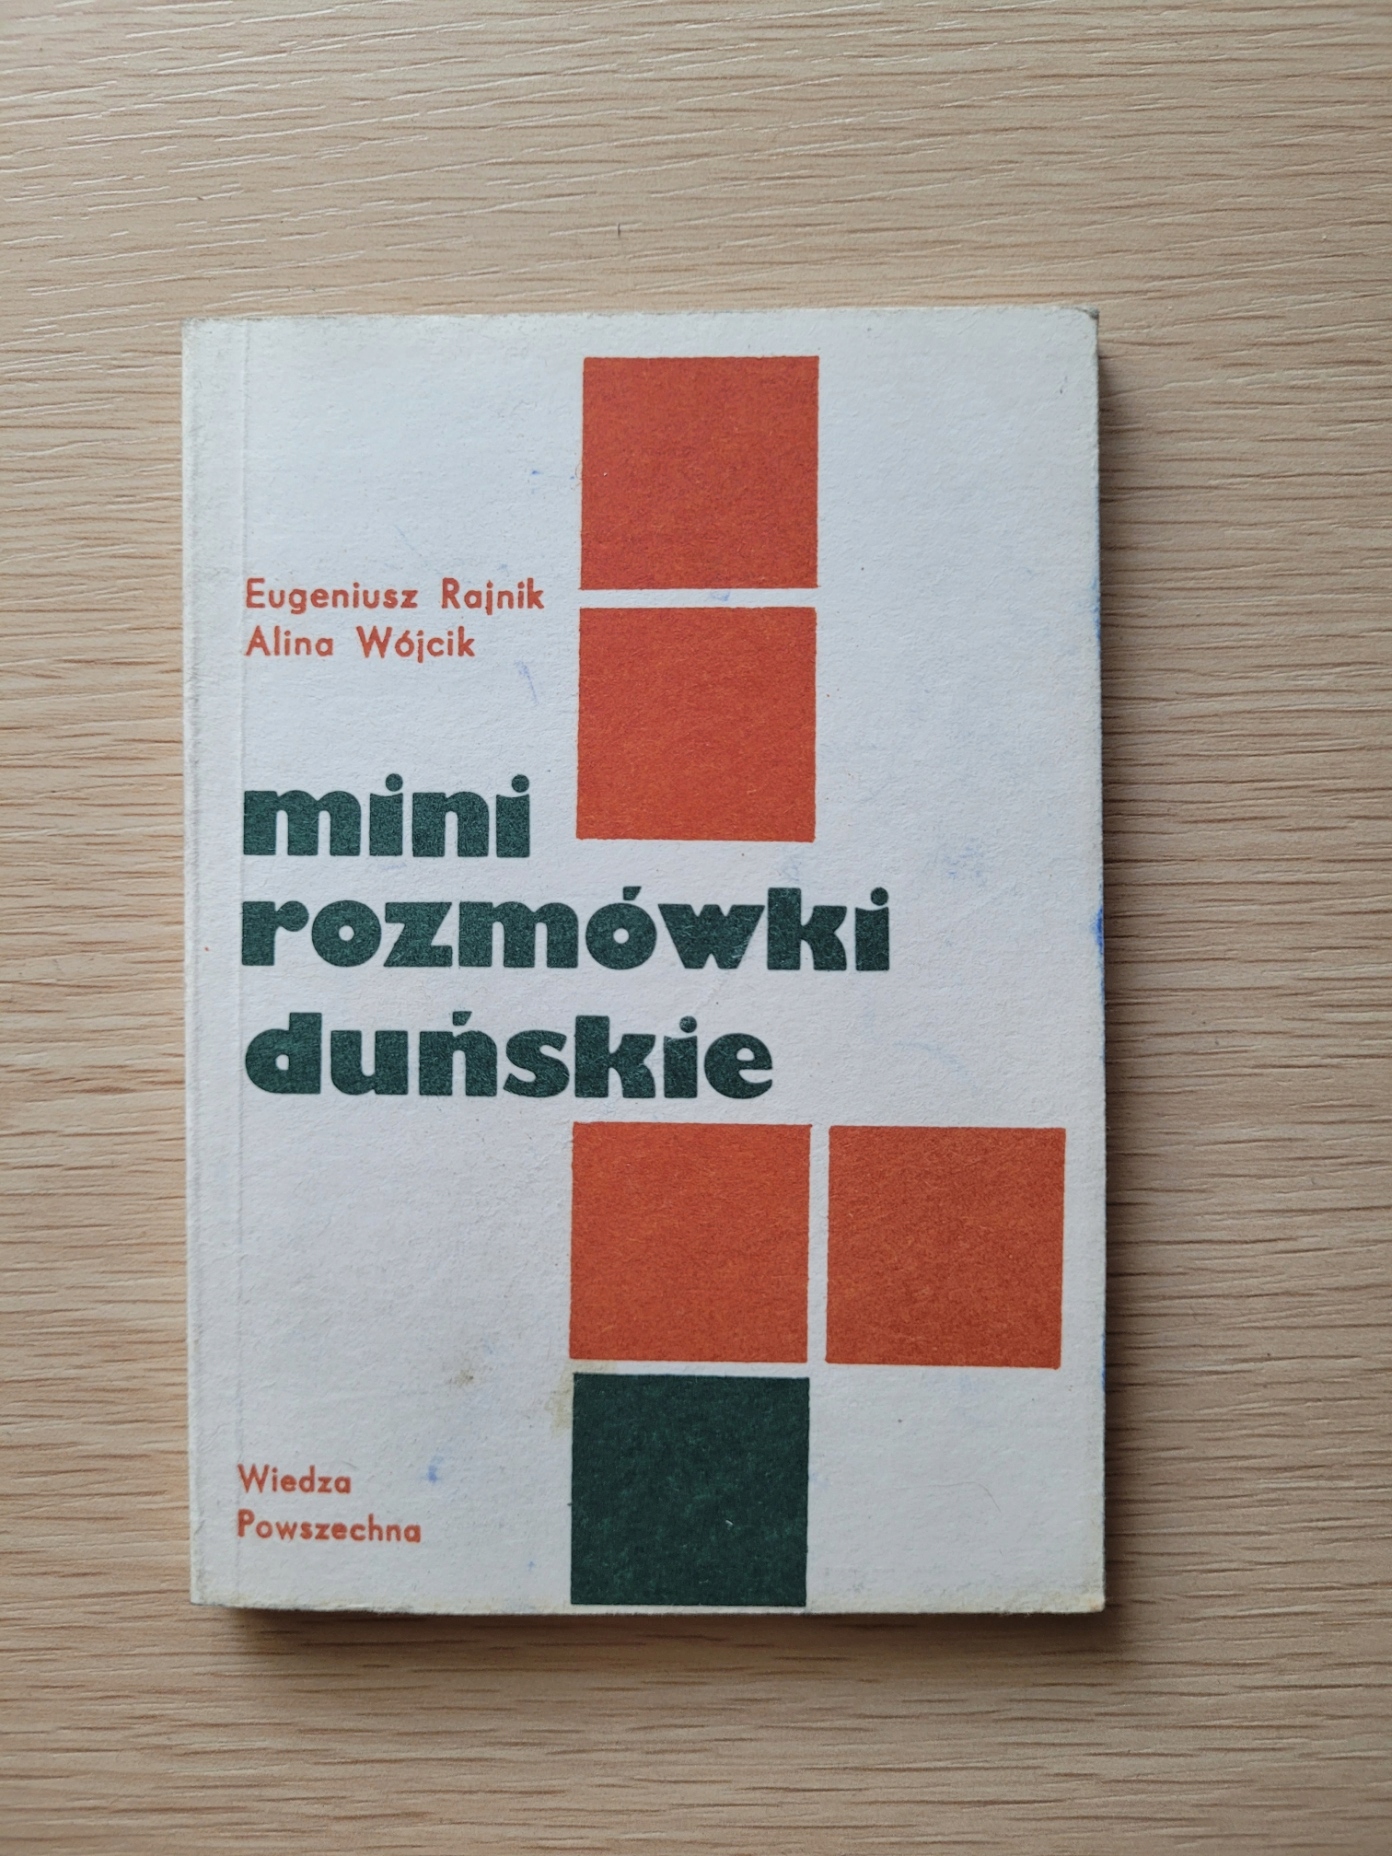 Eugeniusz Rajnik
Alina Wójcik
mini
rozmówki
duńskie
Wiedza
Powszechna